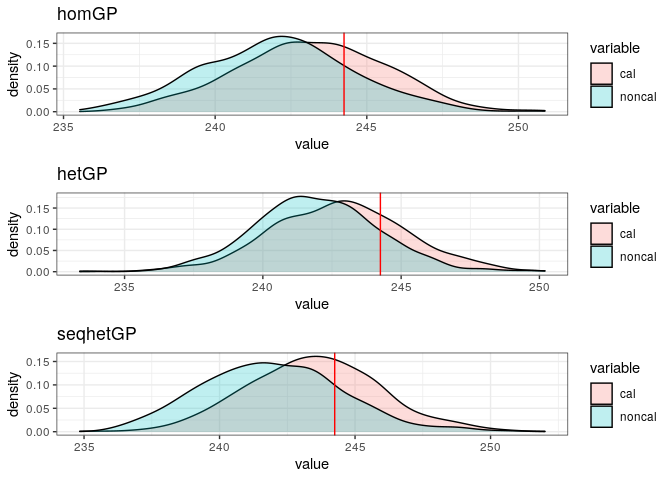 homGP
density
0.15
0.10
0.05
0.00
235
240
245
250
value
variable
cal
noncal
hetGP
density
0.15
0.10
0.05
0.00
235
240
245
250
value
variable
cal
noncal
seqhetGP
density
0.15
0.10
0.05
0.00
235
240
245
250
value
variable
cal
noncal